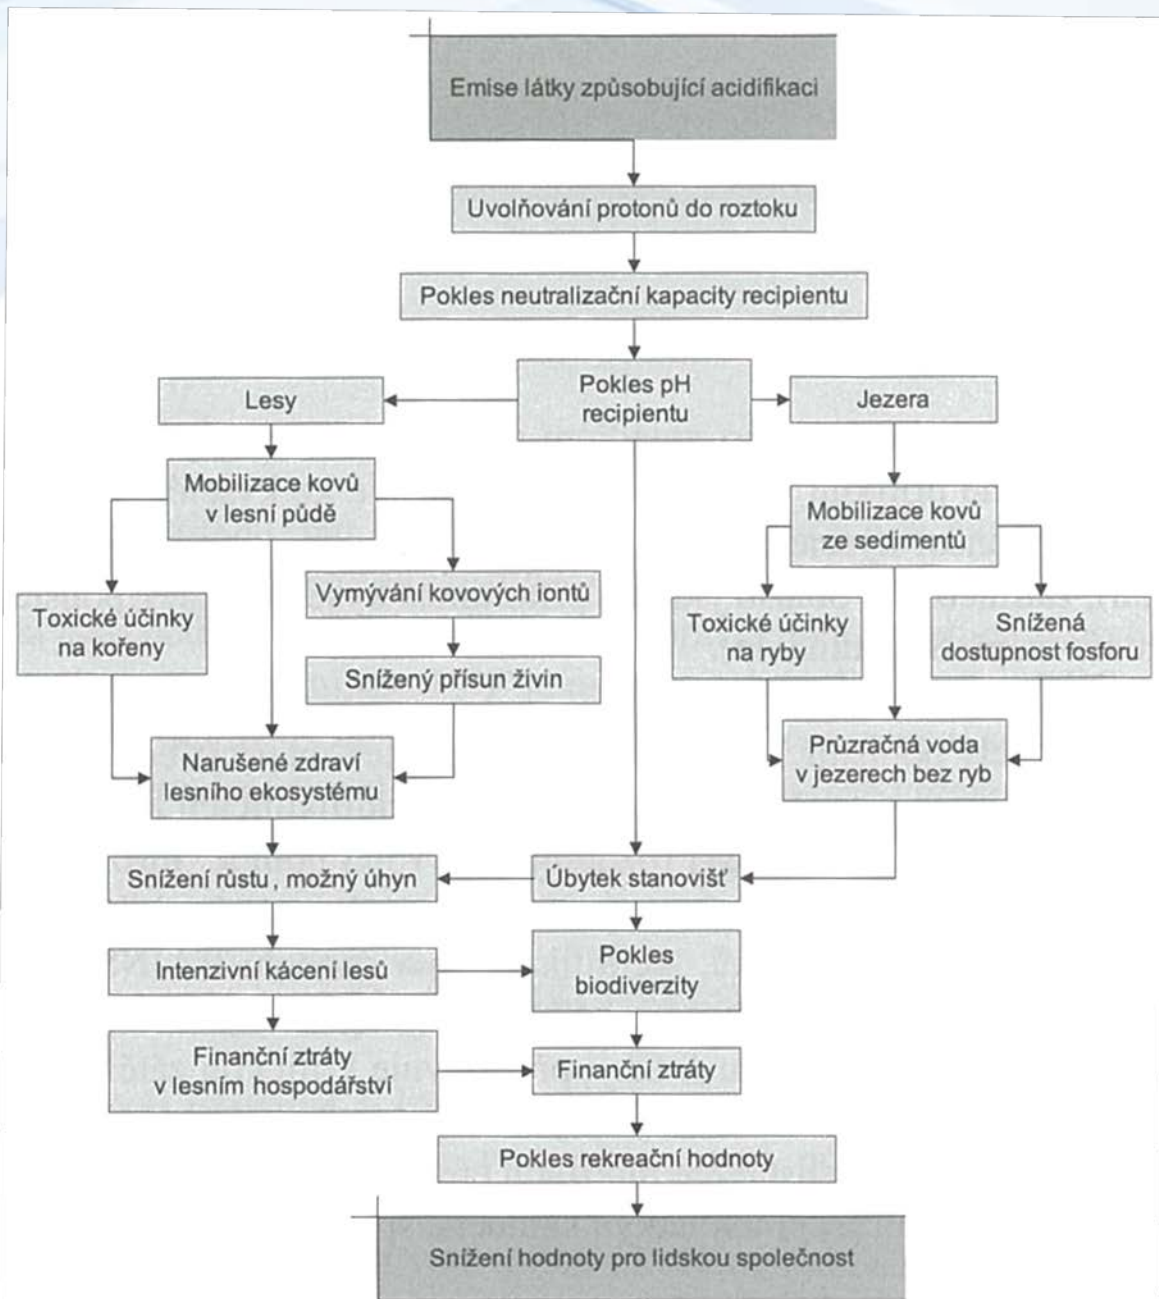 Emise látky způsobující acidifikaci
Uvolňování protonů do roztoku
Pokles neutralizační kapacity recipientu
Pokles pH
recipientu
Lesy
Jezera
Mobilizace kovů
v lesní půdě
Mobilizace kovů
ze sedimentů
Toxické účinky
na kořeny
Vymývání kovových iontů
Snížený přísun živin
Toxické účinky
na ryby
Snížená
dostupnost fosforu
Narušené zdraví
lesního ekosystému
Průzračná voda
v jezerech bez ryb
Snížení růstu , možný úhyn
Úbytek stanovišť
Intenzivní kácení lesů
Pokles
biodiverzity
Finanční ztráty
v lesním hospodářství
Finanční ztráty
Pokles rekreační hodnoty
Snížení hodnoty pro lidskou společnost